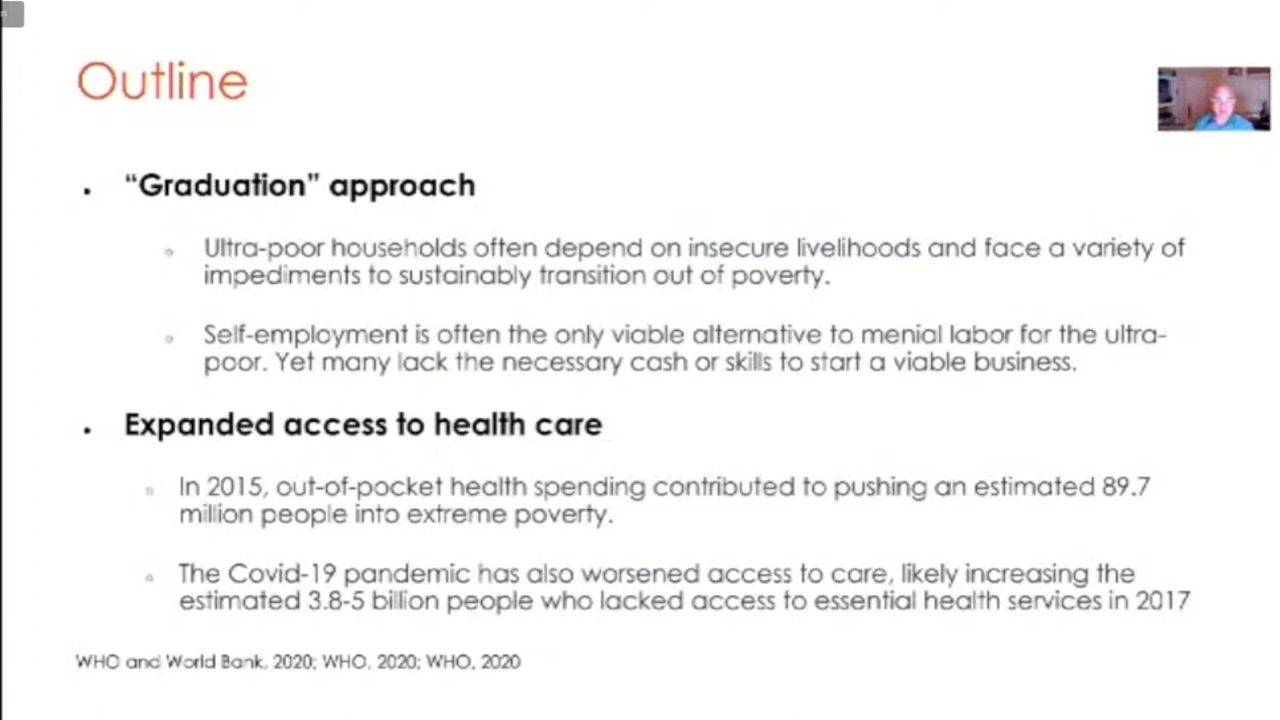 Outline
“Graduation” approach
Ultra-poor households often depend on insecure livelihoods and face a variety of
impediments to sustainably transition out of poverty.
Self-employment is often the only viable alternative to menial labor for the ultra-
poor. Yet many lack the necessary cash or skills to start a viable business.
Expanded access to health care
In 2015, out-of-pocket health spending contributed to pushing an estimated 89.7
million people into extreme poverty.
The Covid-19 pandemic has also worsened access to care, likely increasing the
estimated 3.8-5 billion people who lacked access to essential health services in 2017
WHO and World Bank, 2020; WHO, 2020; WHO, 2020